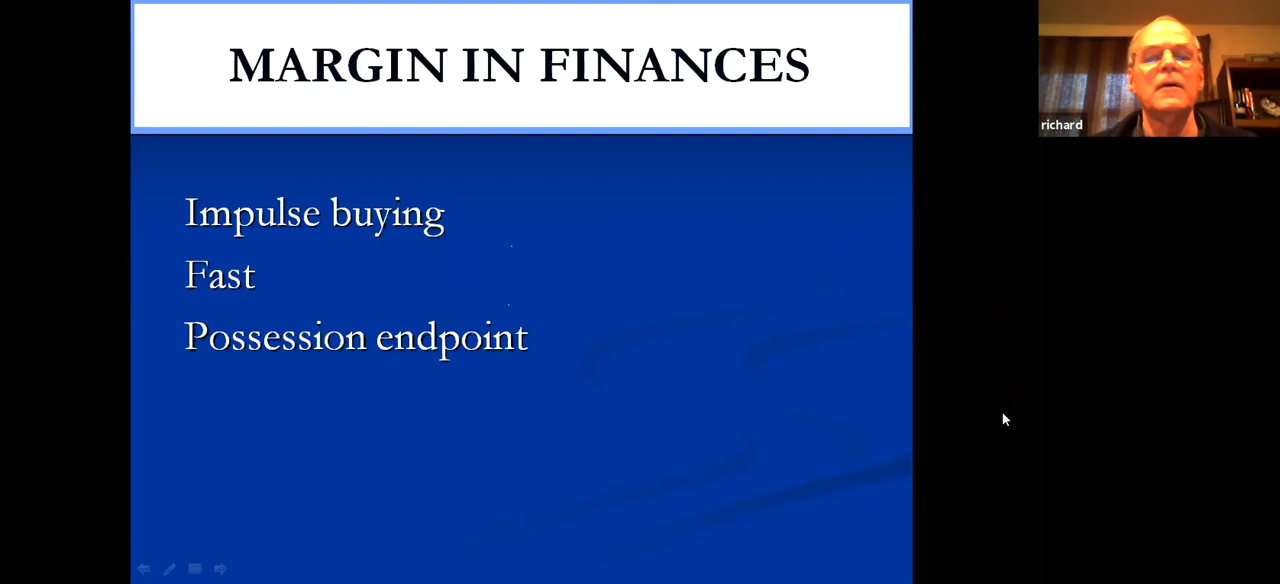 MARGIN IN FINANCES
richard
Impulse buying
Fast
Possession endpoint